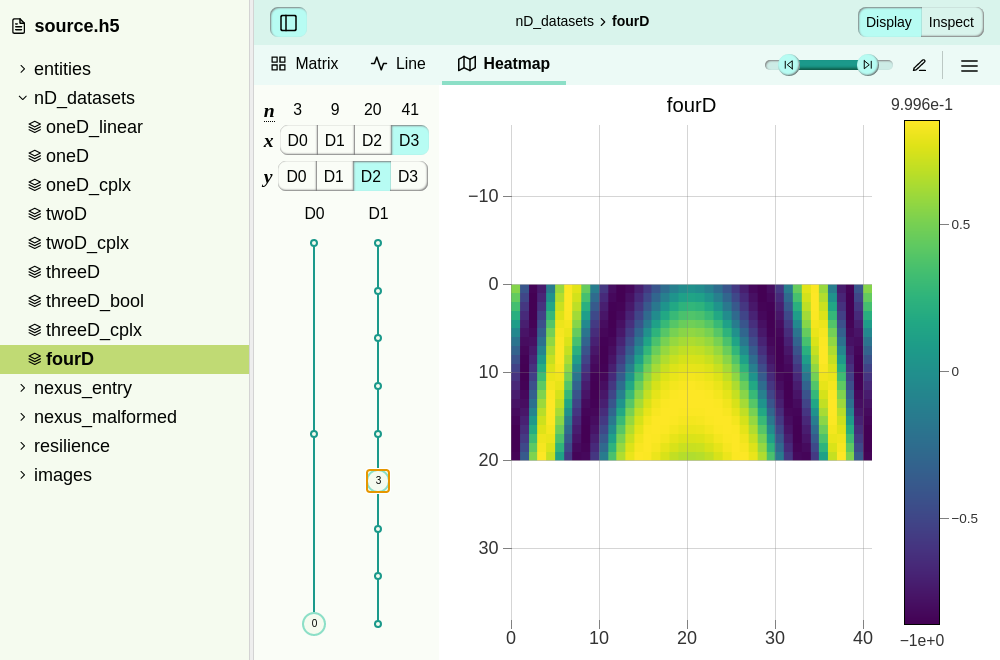 source.h5
entities
nD_datasets
oneD_linear
oneD
oneD_cplx
twoD
twoD_cplx
threeD
threeD_bool
threeD_cplx
fourD
nexus_entry
nexus_malformed
resilience
images
nD_datasets › fourD
Display Inspect
Matrix Line Heatmap
n 3 9 20 41
x D0 D1 D2 D3
y D0 D1 D2 D3
D0 D1
3
0
fourD
−10
0
10
20
30
0 10 20 30 40
9.996e-1
0.5
0
−0.5
−1e+0